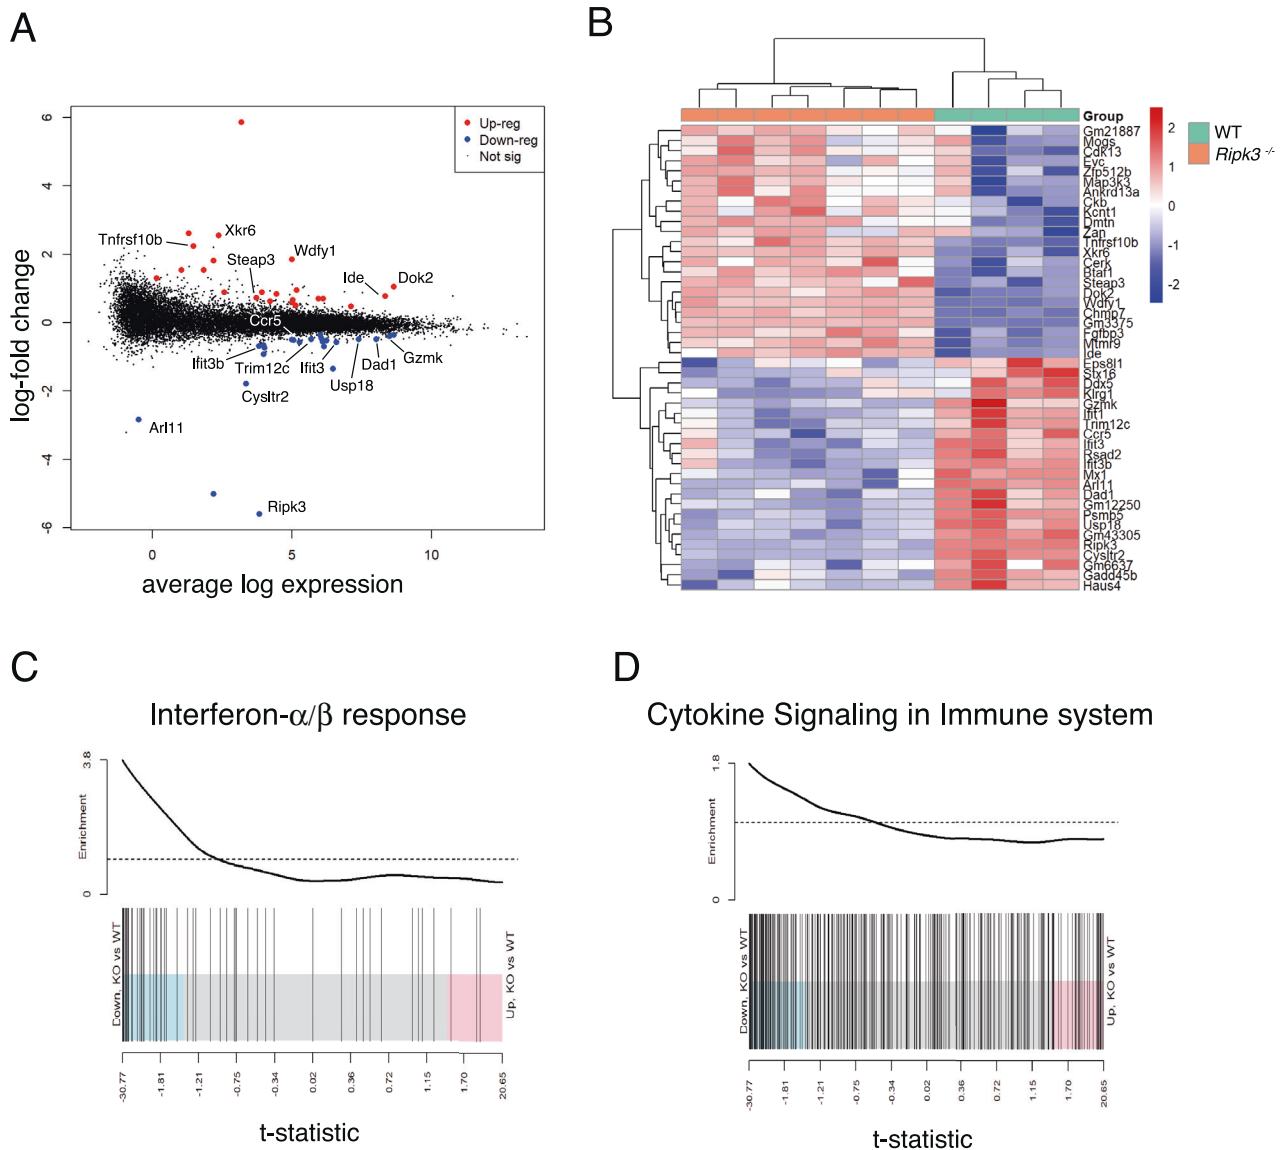 A
B
6
4
2
0
-2
-4
-6
0
5
10
log-fold change
average log expression
Up-reg
Down-reg
Not sig
Tnfrsf10b
Xkr6
Steap3
Wdfy1
Ide
Dok2
Ccr5
Ifit3b
Trim12c
Ifit3
Usp18
Dad1
Gzmk
Cysltr2
Arl11
Ripk3
Group
Gm21887
Mogs
Cdk13
Evc
Zfp512b
Map3k3
Ankrd13a
Ckb
Kcnt1
Dmtn
Zan
Tnfrsf10b
Xkr6
Cerk
Btaf1
Steap3
Dok2
Wdfy1
Chmp7
Gm3375
Fgfbp3
Mtmr9
Ide
Eps8l1
Stx16
Ddx5
Klrg1
Gzmk
Ifit1
Trim12c
Ccr5
Ifit3
Rsad2
Ifit3b
Mx1
Arl11
Dad1
Gm12250
Psmb5
Usp18
Gm43305
Ripk3
Cysltr2
Gm6637
Gadd45b
Haus4
2
1
0
-1
-2
WT
Ripk3 -/-
C
Interferon-α/β response
3.8
0
Enrichment
Down, KO vs WT
Up, KO vs WT
-30.77
-1.81
-1.21
-0.75
-0.34
0.02
0.36
0.72
1.15
1.70
20.65
t-statistic
D
Cytokine Signaling in Immune system
1.8
0
Enrichment
Down, KO vs WT
Up, KO vs WT
-30.77
-1.81
-1.21
-0.75
-0.34
0.02
0.36
0.72
1.15
1.70
20.65
t-statistic